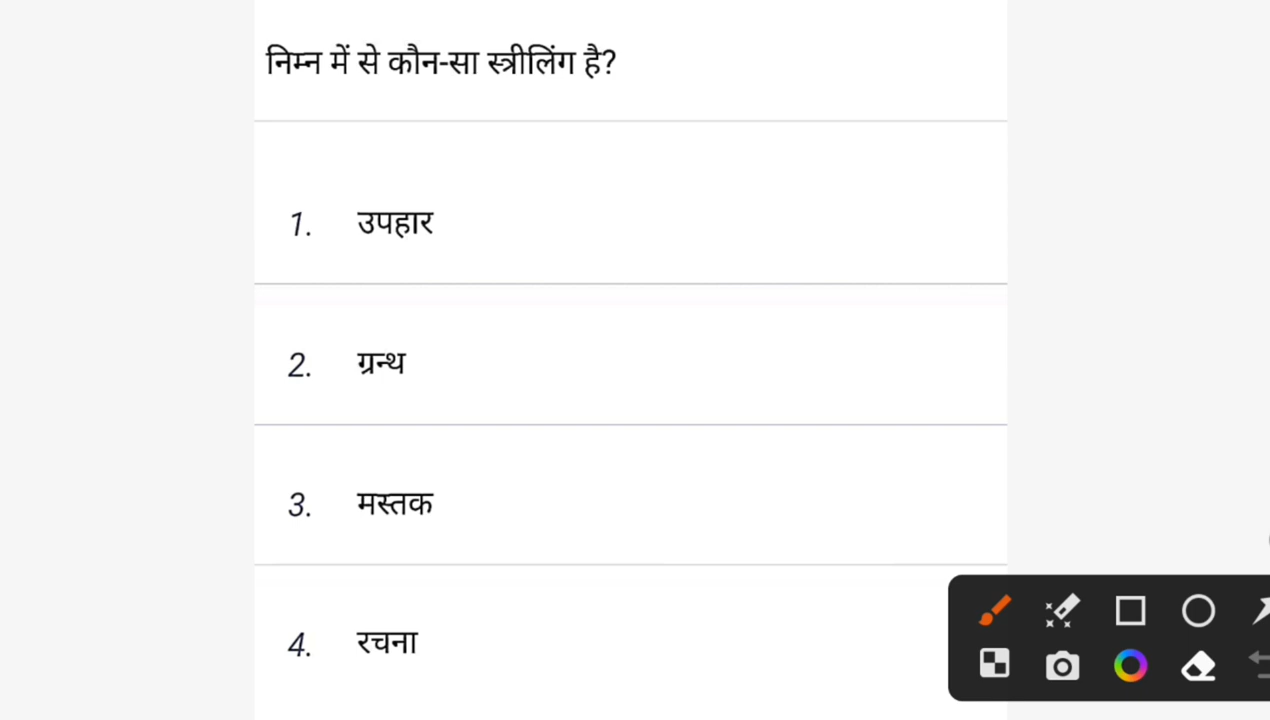 निम्न में से कौन-सा स्त्रीलिंग है?
1. उपहार
2. ग्रन्थ
3. मस्तक
4. रचना